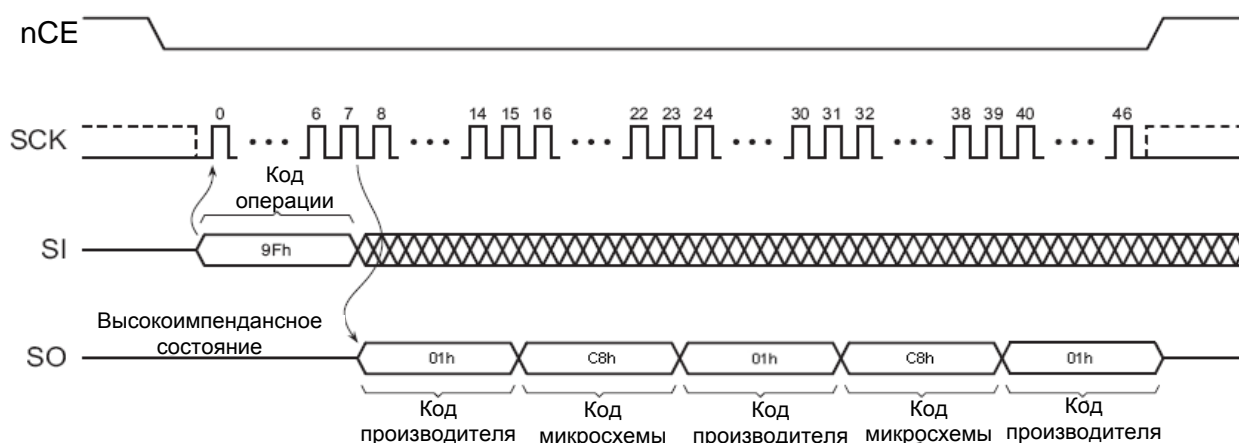 nCE
0 6 7 8 14 15 16 22 23 24 30 31 32 38 39 40 46
SCK
Код
операции
SI
9Fh
Высокоимпендансное
состояние
SO
01h C8h 01h C8h 01h
Код Код Код Код Код
производителя микросхемы производителя микросхемы производителя